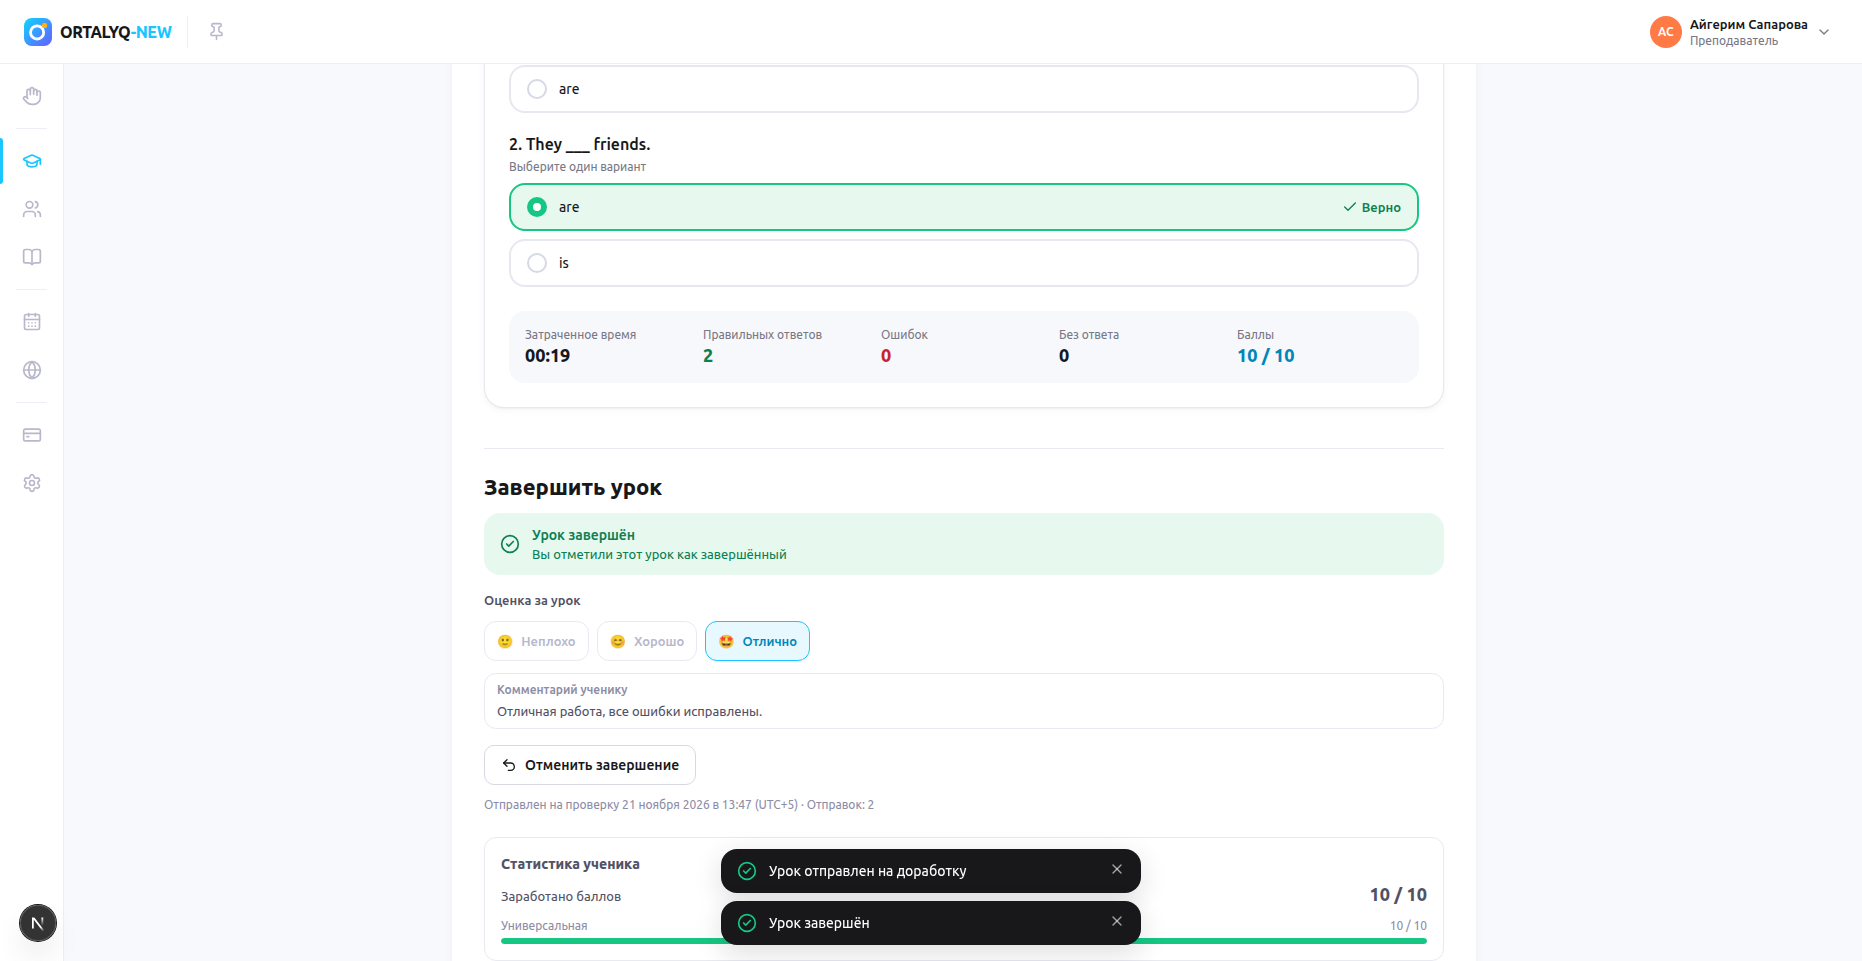 ORTALYQ-NEW
АС
Айгерим Сапарова
Преподаватель
are
2. They ___ friends.
Выберите один вариант
are
Верно
is
Затраченное время
00:19
Правильных ответов
2
Ошибок
0
Без ответа
0
Баллы
10 / 10
Завершить урок
Урок завершён
Вы отметили этот урок как завершённый
Оценка за урок
Неплохо
Хорошо
Отлично
Комментарий ученику
Отличная работа, все ошибки исправлены.
Отменить завершение
Отправлен на проверку 21 ноября 2026 в 13:47 (UTC+5) · Отправок: 2
Статистика ученика
Заработано баллов
10 / 10
Универсальная
10 / 10
Урок отправлен на доработку
Урок завершён
N